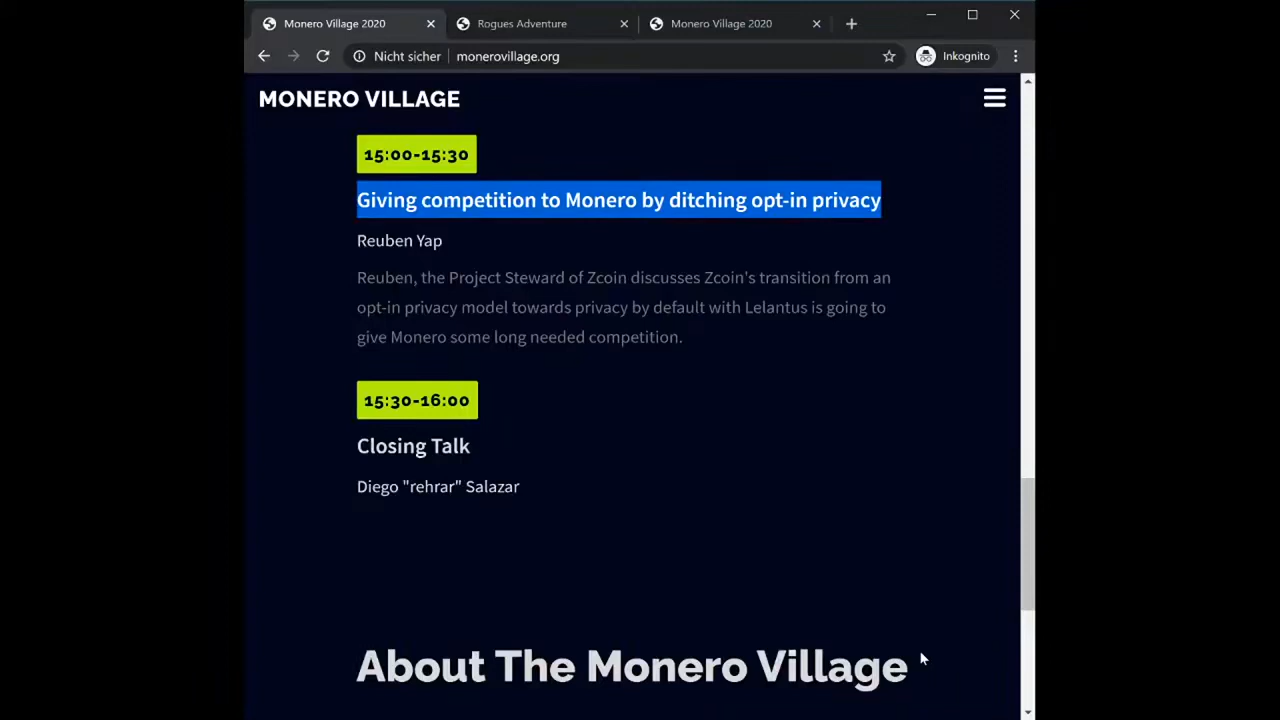 Monero Village 2020
Rogues Adventure
Monero Village 2020
Nicht sicher
monerovillage.org
Inkognito
MONERO VILLAGE
15:00-15:30
Giving competition to Monero by ditching opt-in privacy
Reuben Yap
Reuben, the Project Steward of Zcoin discusses Zcoin's transition from an
opt-in privacy model towards privacy by default with Lelantus is going to
give Monero some long needed competition.
15:30-16:00
Closing Talk
Diego "rehrar" Salazar
About The Monero Village